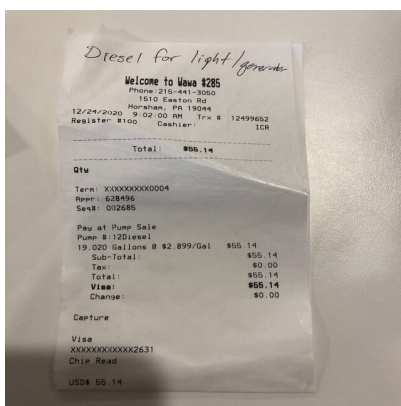 Diesel for light/generator
Welcome to Wawa #285
Phone:215-441-3050
1510 Easton Rd
Horsham, PA 19044
12/24/2020 9:02:00 AM Trx # 12499652
Register #100 Cashier: ICR
Total: $55.14
Qty
Term: XXXXXXXXX0004
Appr: 628496
Seq#: 002685
Pay at Pump Sale
Pump #:12Diesel
19.020 Gallons @ $2.899/Gal $55.14
Sub-Total: $55.14
Tax: $0.00
Total: $55.14
Visa: $55.14
Change: $0.00
Capture
Visa
XXXXXXXXXXXX2631
Chip Read
USD$ 55.14